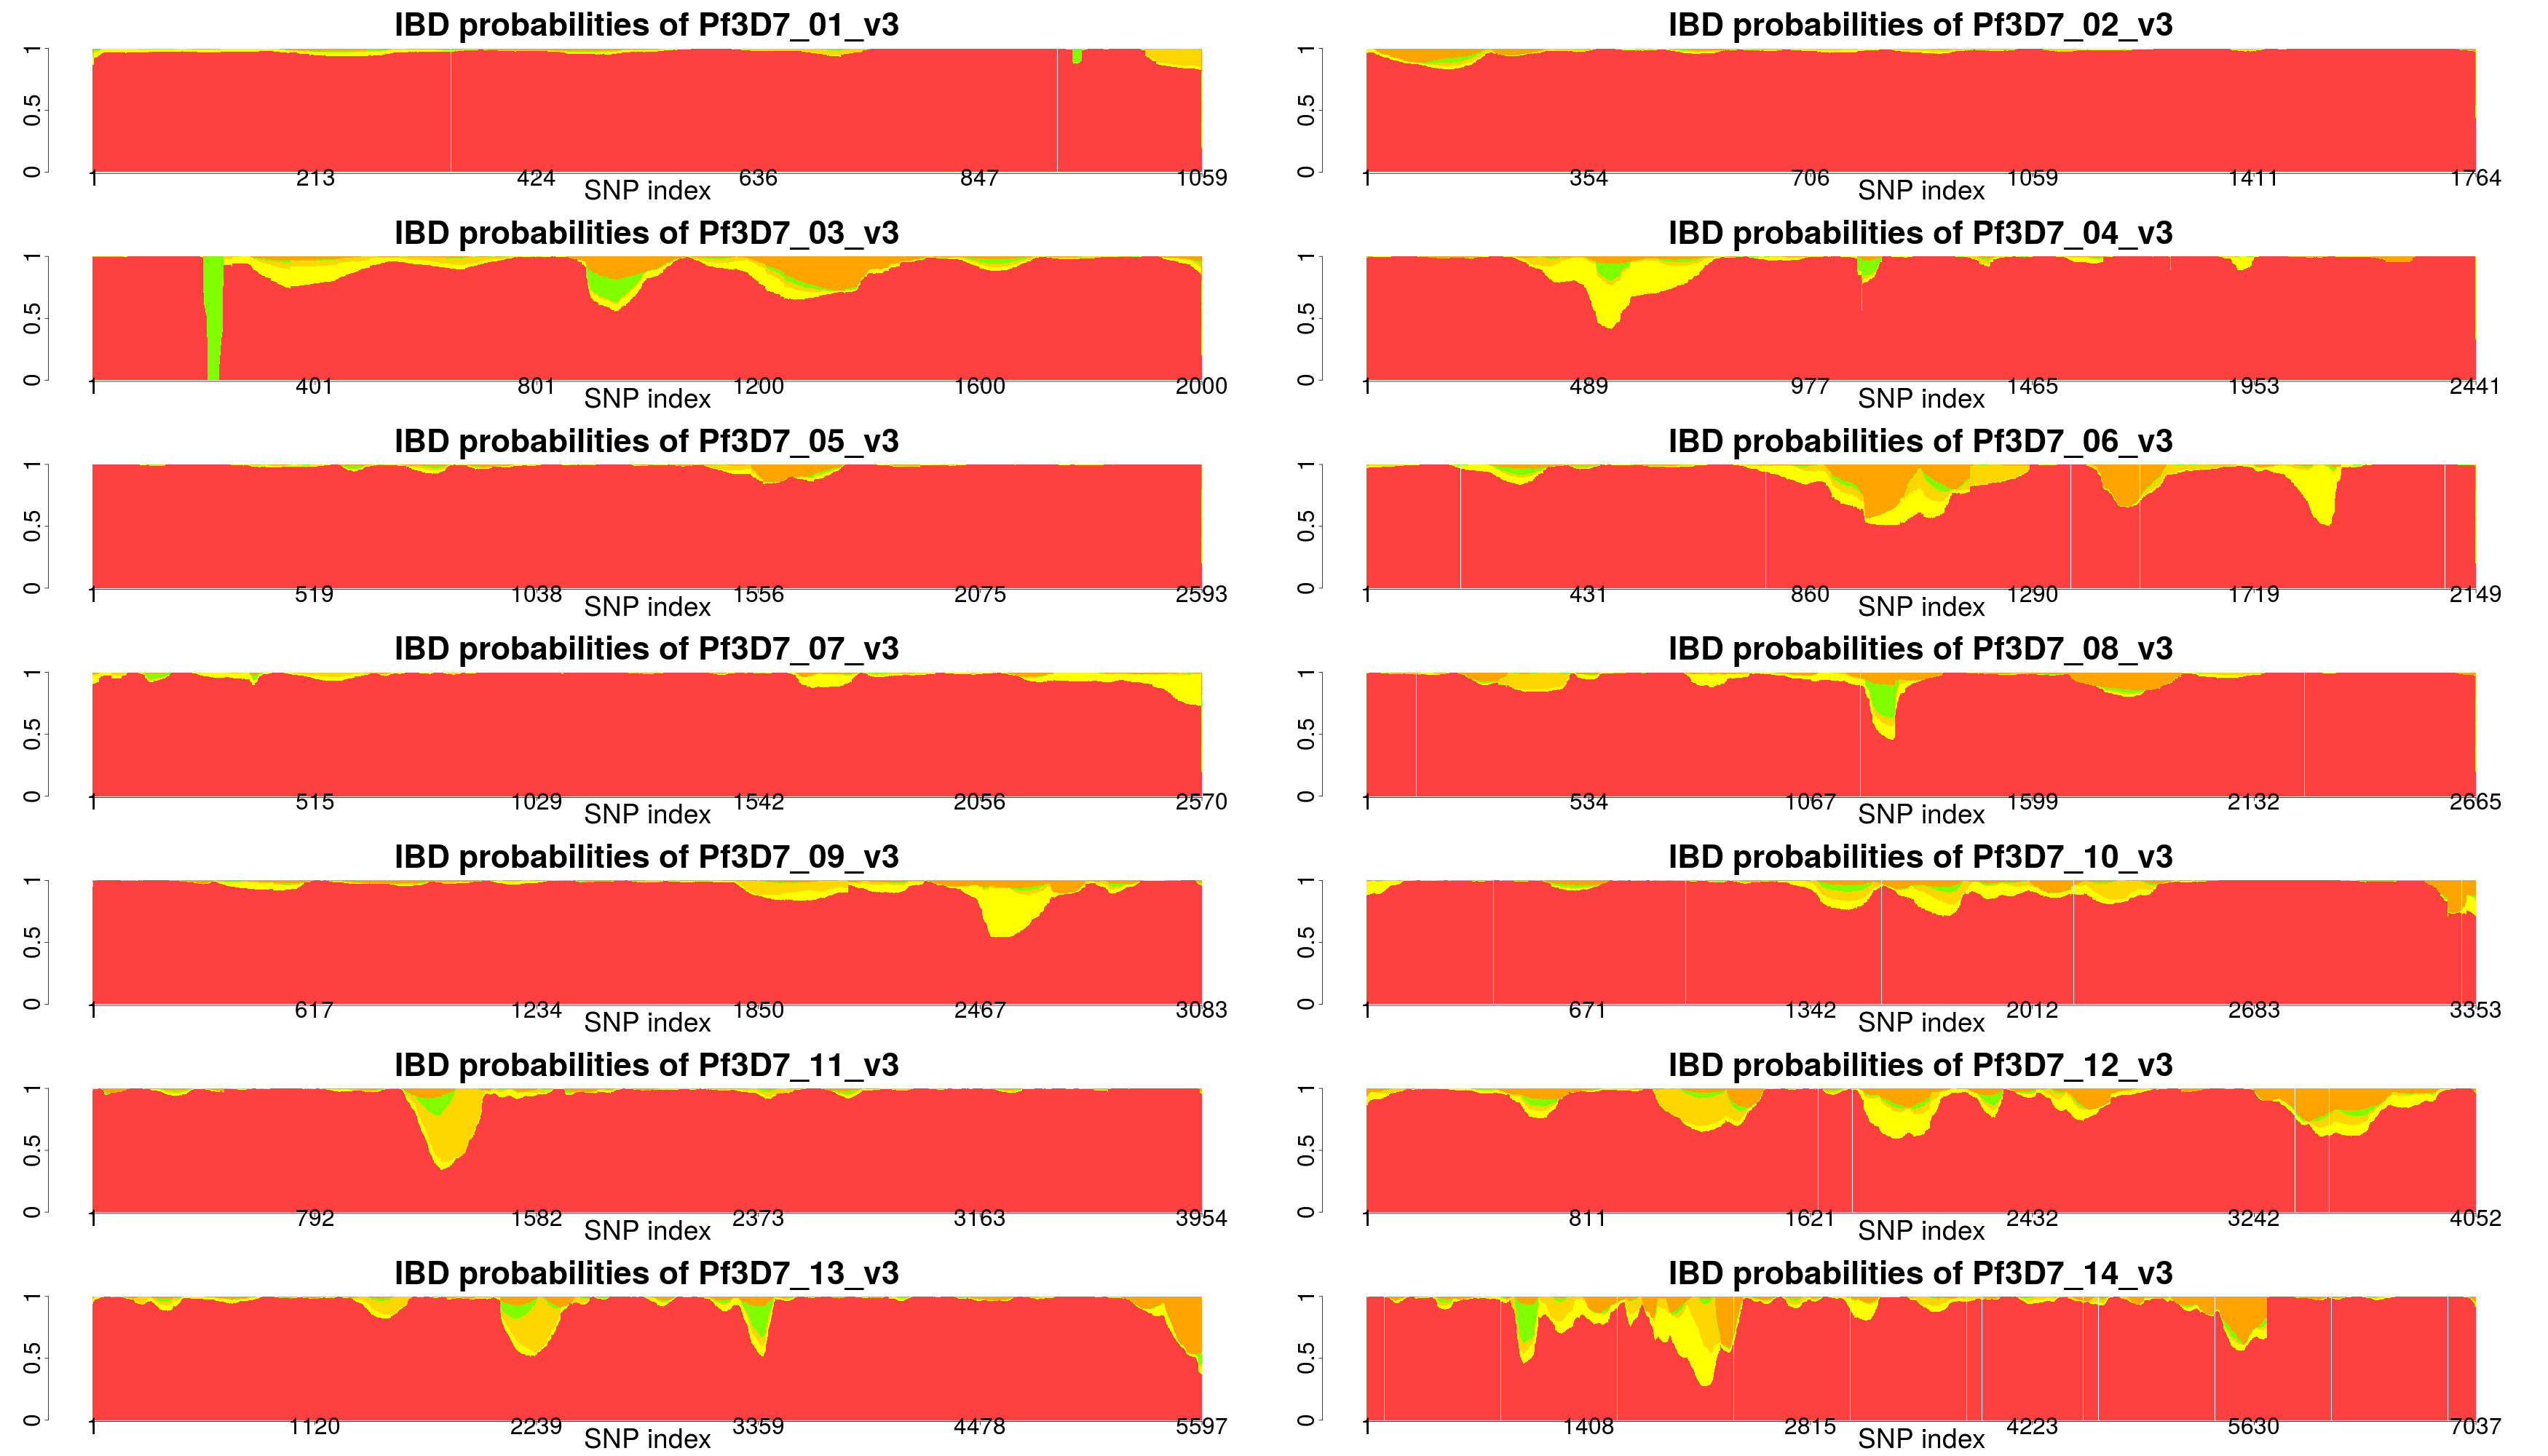 IBD probabilities of Pf3D7_01_v3
0 0.5 1
1 213 424 636 847 1059
SNP index
IBD probabilities of Pf3D7_02_v3
0 0.5 1
1 354 706 1059 1411 1764
SNP index
IBD probabilities of Pf3D7_03_v3
0 0.5 1
1 401 801 1200 1600 2000
SNP index
IBD probabilities of Pf3D7_04_v3
0 0.5 1
1 489 977 1465 1953 2441
SNP index
IBD probabilities of Pf3D7_05_v3
0 0.5 1
1 519 1038 1556 2075 2593
SNP index
IBD probabilities of Pf3D7_06_v3
0 0.5 1
1 431 860 1290 1719 2149
SNP index
IBD probabilities of Pf3D7_07_v3
0 0.5 1
1 515 1029 1542 2056 2570
SNP index
IBD probabilities of Pf3D7_08_v3
0 0.5 1
1 534 1067 1599 2132 2665
SNP index
IBD probabilities of Pf3D7_09_v3
0 0.5 1
1 617 1234 1850 2467 3083
SNP index
IBD probabilities of Pf3D7_10_v3
0 0.5 1
1 671 1342 2012 2683 3353
SNP index
IBD probabilities of Pf3D7_11_v3
0 0.5 1
1 792 1582 2373 3163 3954
SNP index
IBD probabilities of Pf3D7_12_v3
0 0.5 1
1 811 1621 2432 3242 4052
SNP index
IBD probabilities of Pf3D7_13_v3
0 0.5 1
1 1120 2239 3359 4478 5597
SNP index
IBD probabilities of Pf3D7_14_v3
0 0.5 1
1 1408 2815 4223 5630 7037
SNP index